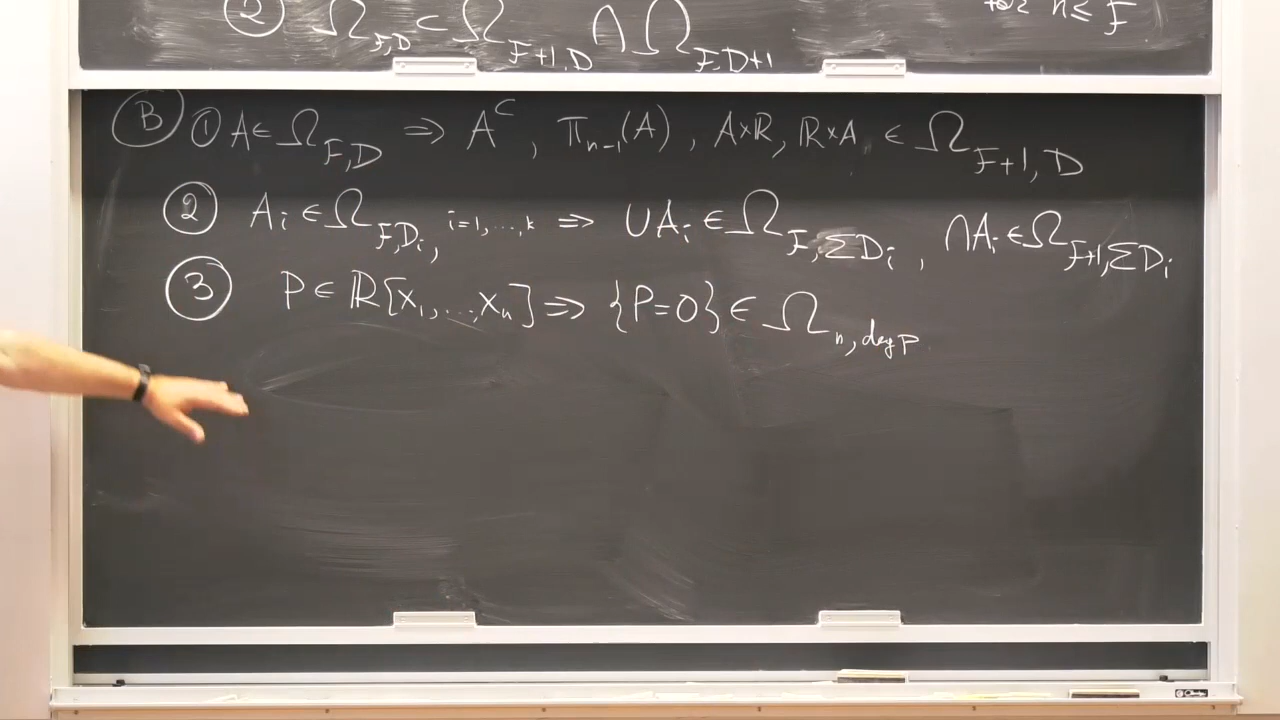 ② Ω_{F,D} ⊂ Ω_{F+1,D} ∩ Ω_{F,D+1} for n ≤ F
Ⓑ ① A ∈ Ω_{F,D} ⇒ A^c, π_{n-1}(A), A×ℝ, ℝ×A ∈ Ω_{F+1,D}
② A_i ∈ Ω_{F,D_i}, i=1,...,k ⇒ ∪A_i ∈ Ω_{F,ΣD_i}, ∩A_i ∈ Ω_{F+1,ΣD_i}
③ P ∈ ℝ[x_1,...,x_n] ⇒ {P=0} ∈ Ω_{n,deg P}